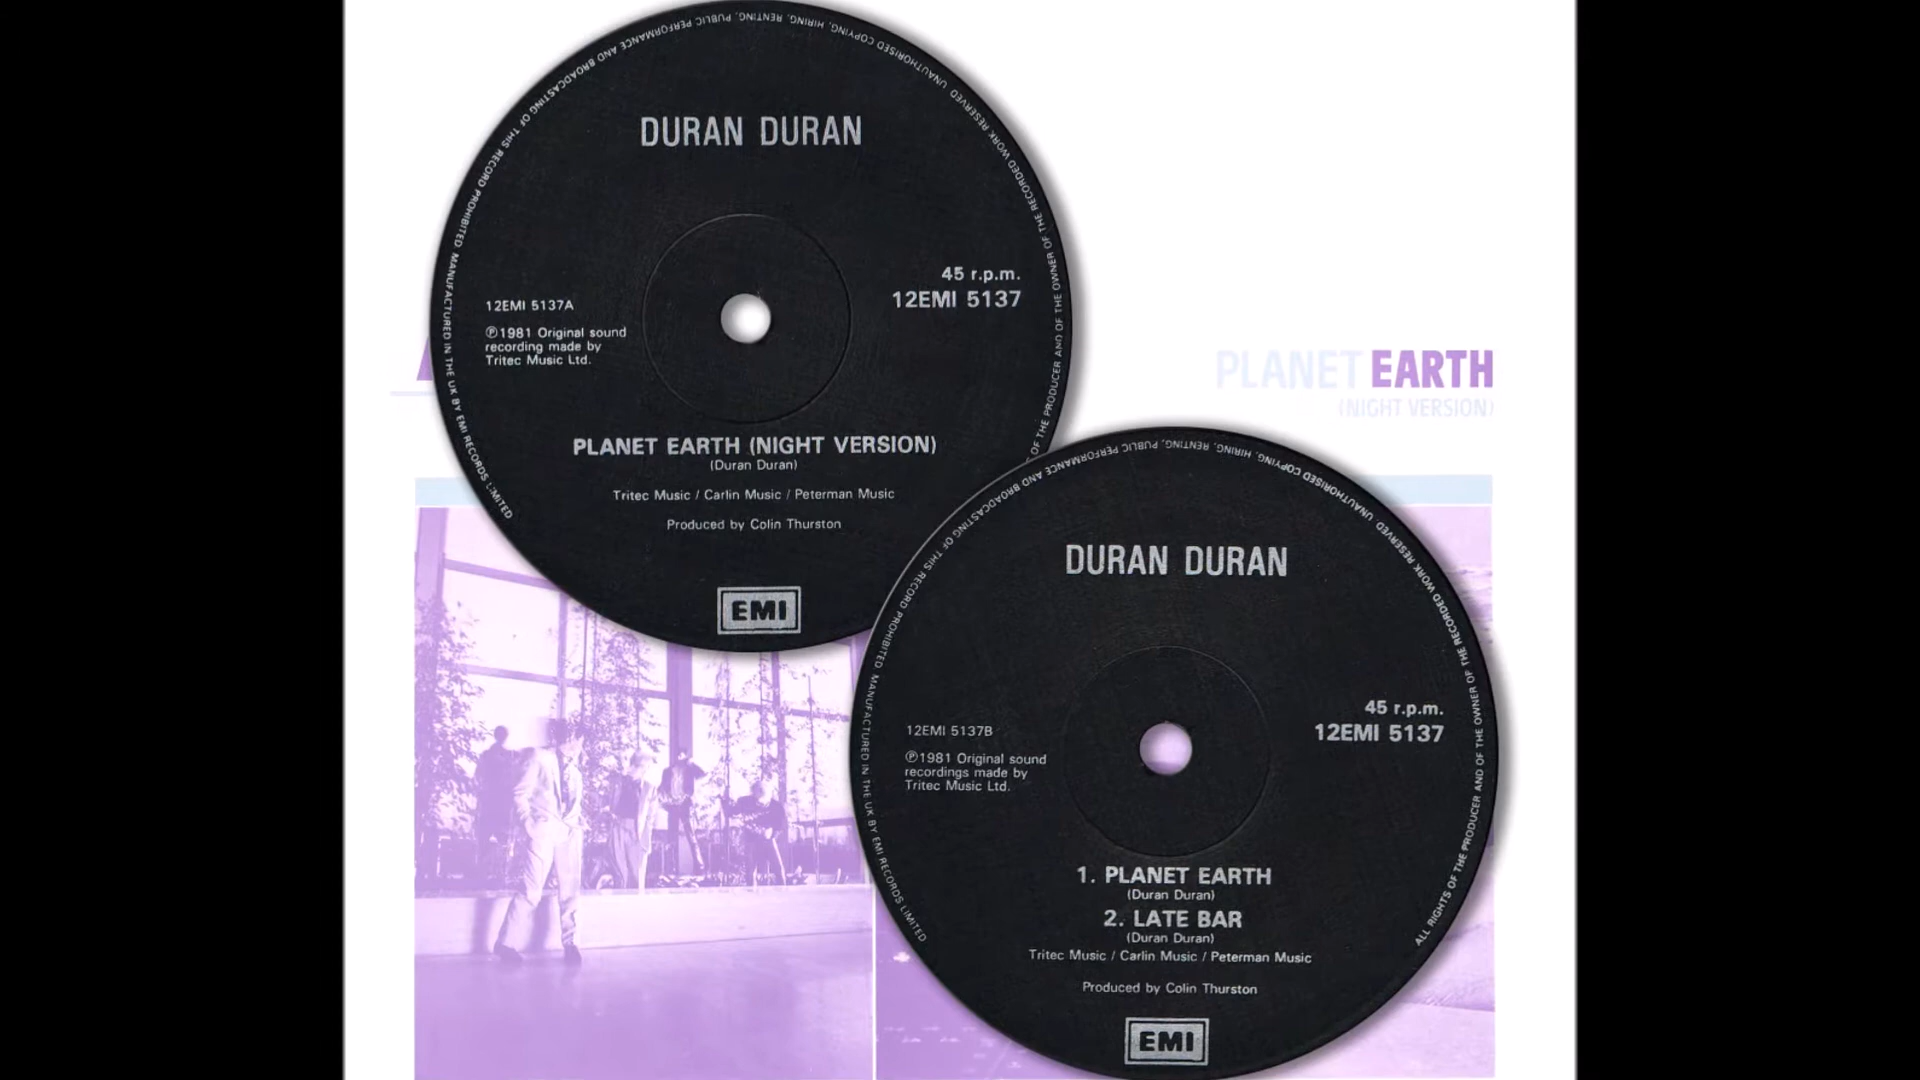 DURAN DURAN
45 r.p.m.
12EMI 5137
12EMI 5137A
℗1981 Original sound
recording made by
Tritec Music Ltd.
PLANET EARTH (NIGHT VERSION)
(Duran Duran)
Tritec Music / Carlin Music / Peterman Music
Produced by Colin Thurston
EMI
OF THE PRODUCER AND OF THE OWNER OF THE RECORDED WORK RESERVED. UNAUTHORISED COPYING, HIRING, RENTING, PUBLIC PERFORMANCE AND BROADCASTING OF THIS RECORD PROHIBITED. MANUFACTURED IN THE UK BY EMI RECORDS LIMITED
PLANET EARTH
(NIGHT VERSION)
DURAN DURAN
45 r.p.m.
12EMI 5137
12EMI 5137B
℗1981 Original sound
recordings made by
Tritec Music Ltd.
1. PLANET EARTH
(Duran Duran)
2. LATE BAR
(Duran Duran)
Tritec Music / Carlin Music / Peterman Music
Produced by Colin Thurston
EMI
ALL RIGHTS OF THE PRODUCER AND OF THE OWNER OF THE RECORDED WORK RESERVED. UNAUTHORISED COPYING, HIRING, RENTING, PUBLIC PERFORMANCE AND BROADCASTING OF THIS RECORD PROHIBITED. MANUFACTURED IN THE UK BY EMI RECORDS LIMITED